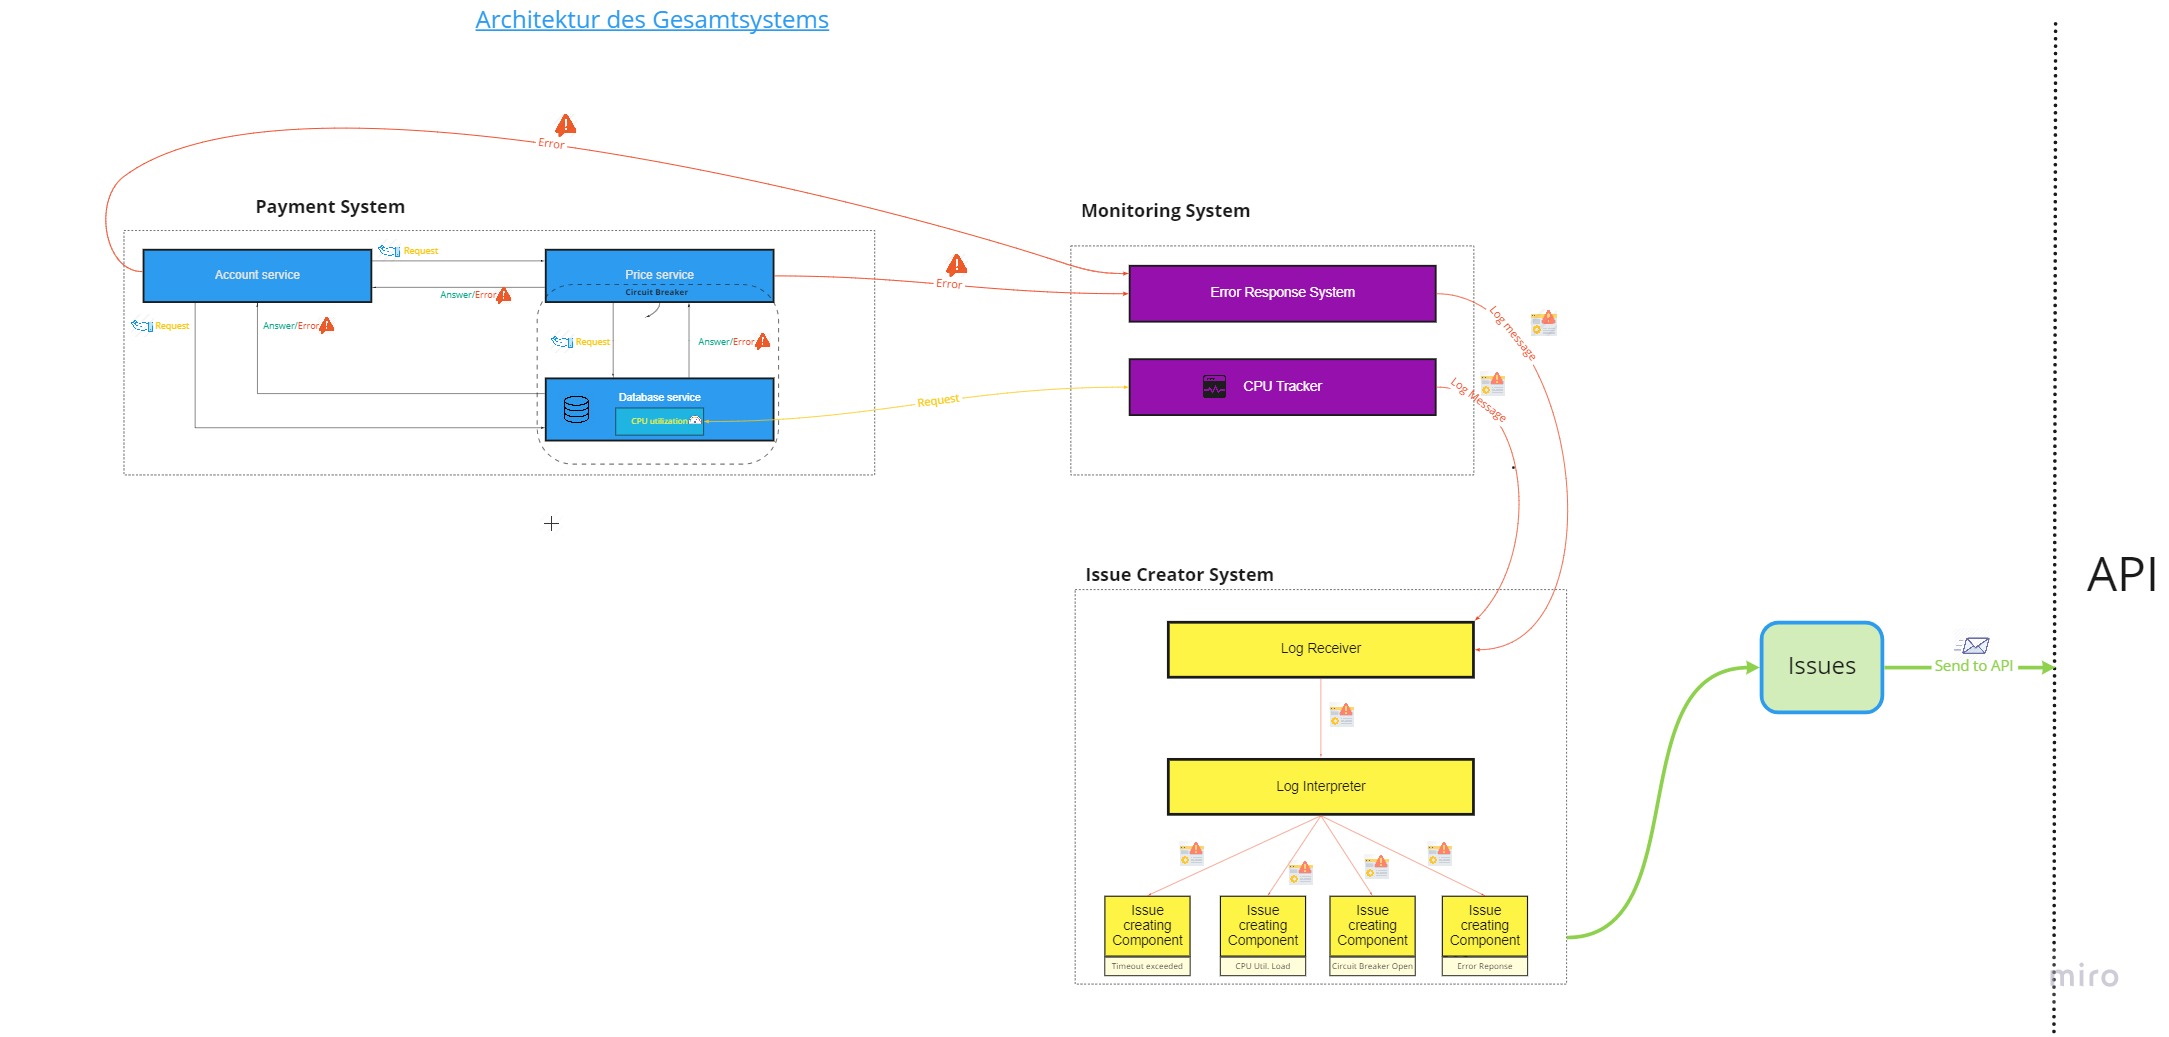 Architektur des Gesamtsystems
Error
Payment System
Monitoring System
Account service
Request
Price service
Circuit Breaker
Answer/Error
Error
Error Response System
Log message
Request
Answer/Error
Request
Answer/Error
Database service
CPU utilization
Request
CPU Tracker
Log Message
API
Issue Creator System
Log Receiver
Issues
Send to API
Log Interpreter
Issue
creating
Component
Timeout exceeded
Issue
creating
Component
CPU Util. Load
Issue
creating
Component
Circuit Breaker Open
Issue
creating
Component
Error Reponse
miro